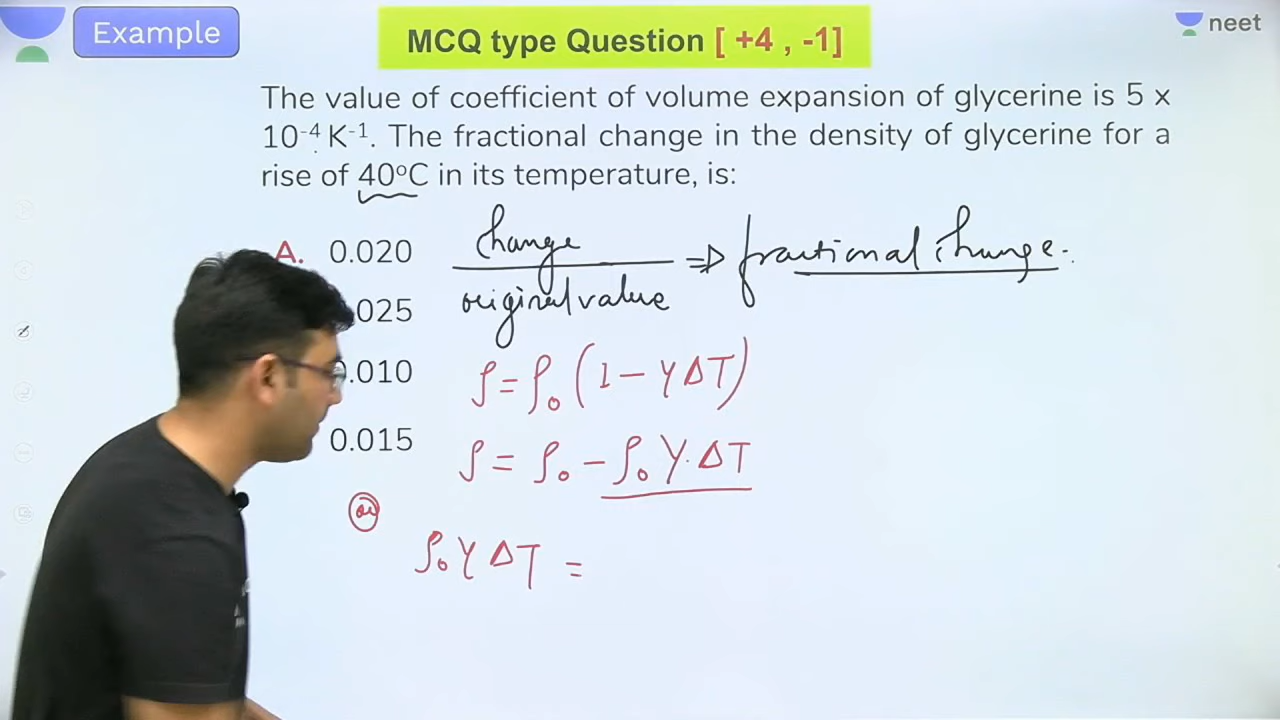 Example
MCQ type Question [ +4 , -1]
neet
The value of coefficient of volume expansion of glycerine is 5 x
10⁻⁴ K⁻¹. The fractional change in the density of glycerine for a
rise of 40°C in its temperature, is:
A. 0.020
025
0.010
0.015
change
original value
⇒ fractional change.
ρ = ρ₀ (1 - γΔT)
ρ = ρ₀ - ρ₀ γ·ΔT
or
ρ₀ γ ΔT =